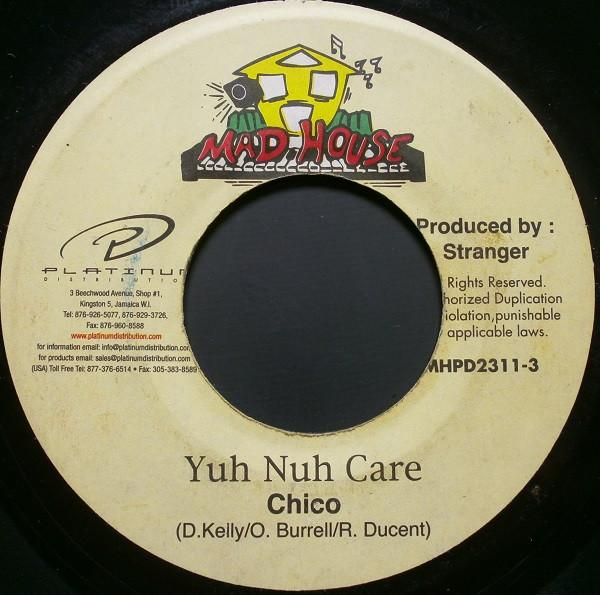 MAD HOUSE
PLATINUM
DISTRIBUTION
3 Beechwood Avenue, Shop #1,
Kingston 5, Jamaica W.I.
Tel: 876-926-5077, 876-929-3726,
Fax: 876-960-8588
www.platinumdistribution.com
for information email: info@platinumdistribution.com,
for products email: sales@platinumdistribution.com
(USA) Toll Free Tel: 877-376-6514 • Fax: 305-383-8589
Produced by :
Stranger
Rights Reserved.
Duplication
punishable
applicable laws.
MHPD2311-3
Yuh Nuh Care
Chico
(D.Kelly/O. Burrell/R. Ducent)